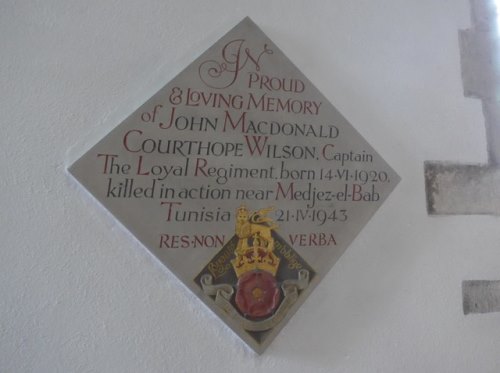 IN
PROUD
& LOVING MEMORY
of JOHN MACDONALD
COURTHOPE WILSON, Captain
The Loyal Regiment, born 14·VI·1920,
killed in action near Medjez-el-Bab
Tunisia 21·IV·1943
RES·NON VERBA